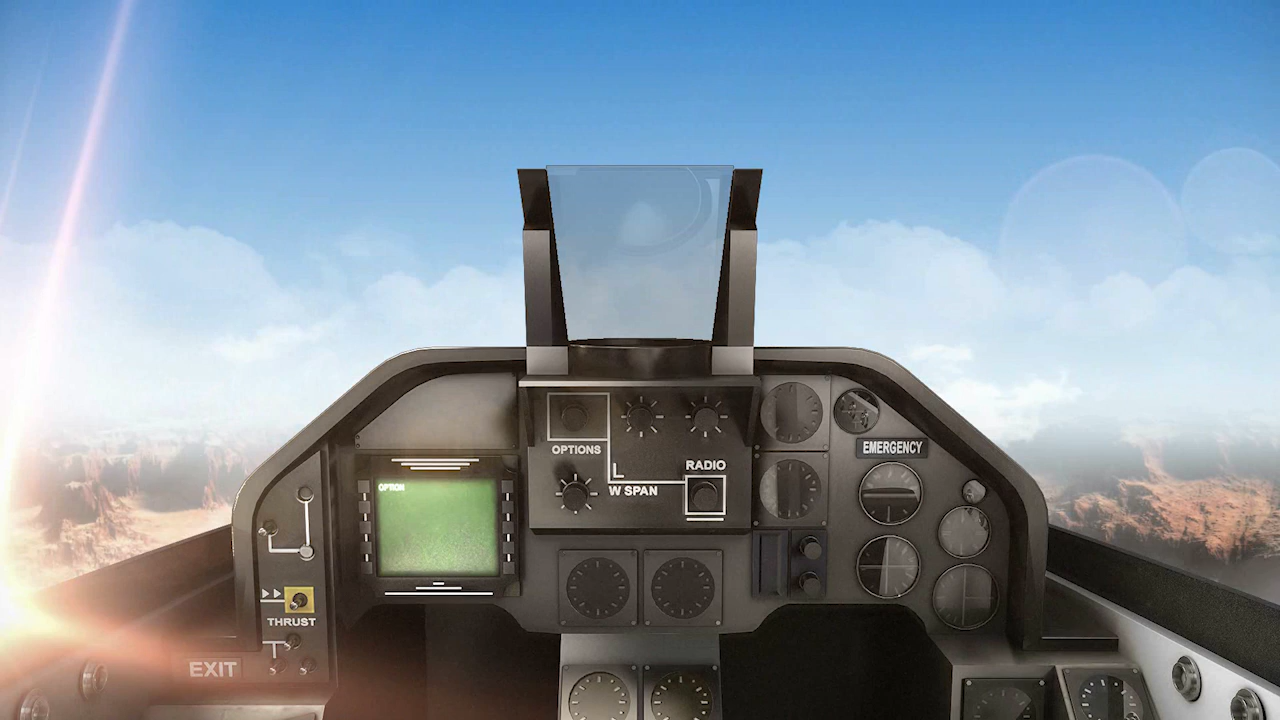 EMERGENCY
OPTIONS
RADIO
OPTION
W SPAN
THRUST
EXIT